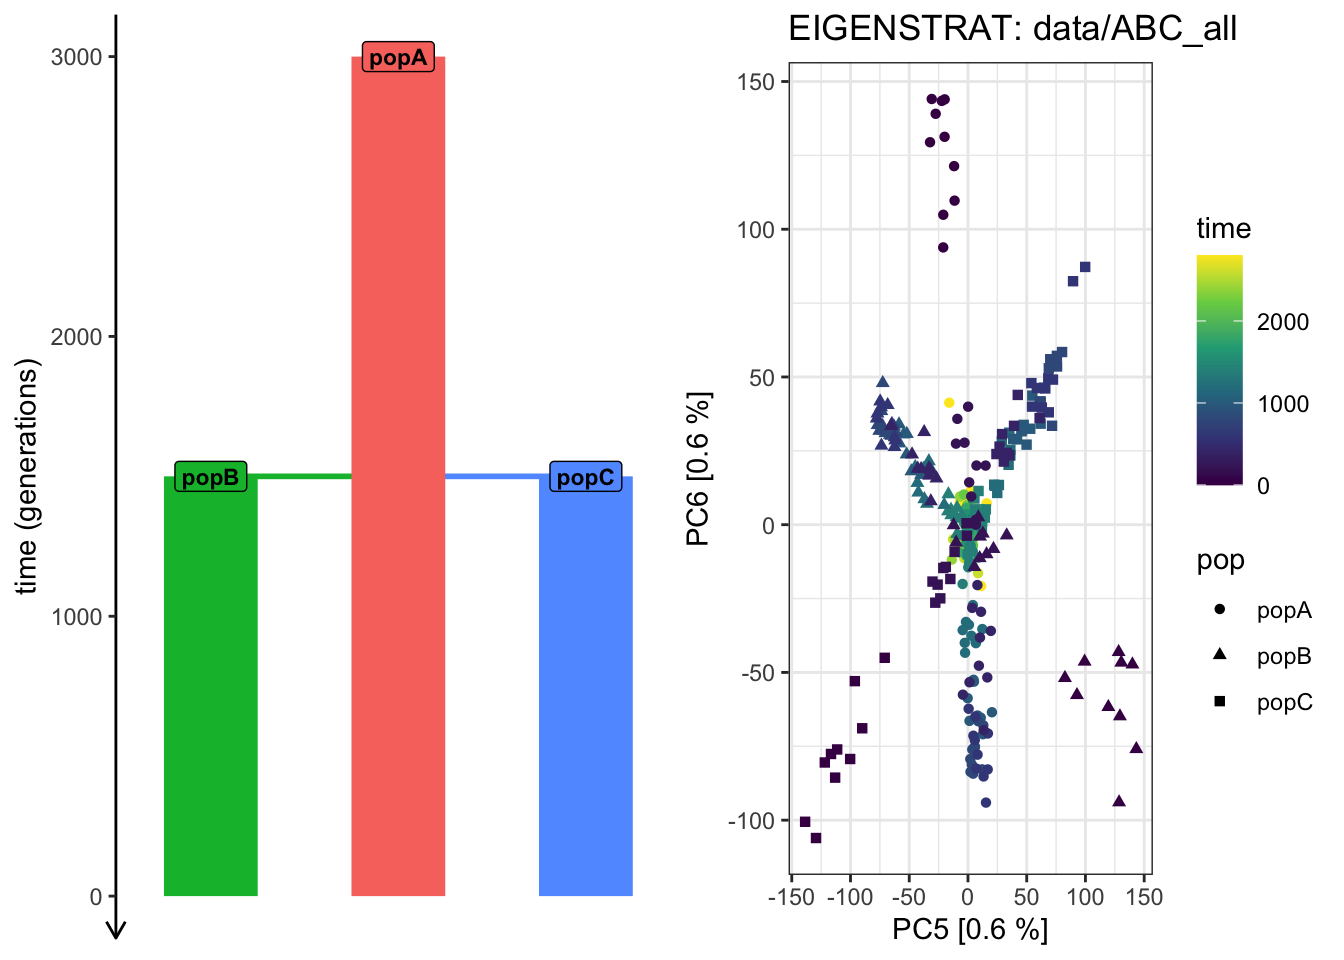 time (generations)
3000
2000
1000
0
popA
popB
popC
EIGENSTRAT: data/ABC_all
PC6 [0.6 %]
150
100
50
0
-50
-100
-150 -100 -50 0 50 100 150
PC5 [0.6 %]
time
2000
1000
0
pop
popA
popB
popC